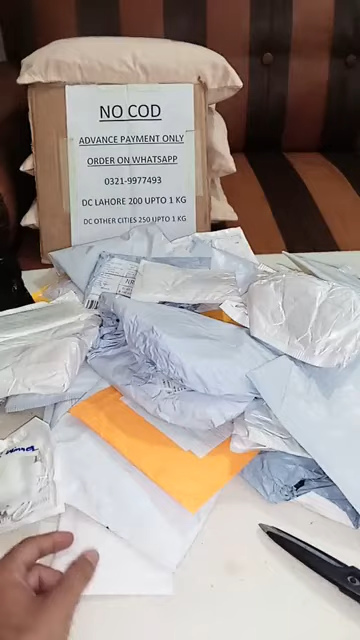 NO COD
ADVANCE PAYMENT ONLY
ORDER ON WHATSAPP
0321-9977493
DC LAHORE 200 UPTO 1 KG
DC OTHER CITIES 250 UPTO 1 KG